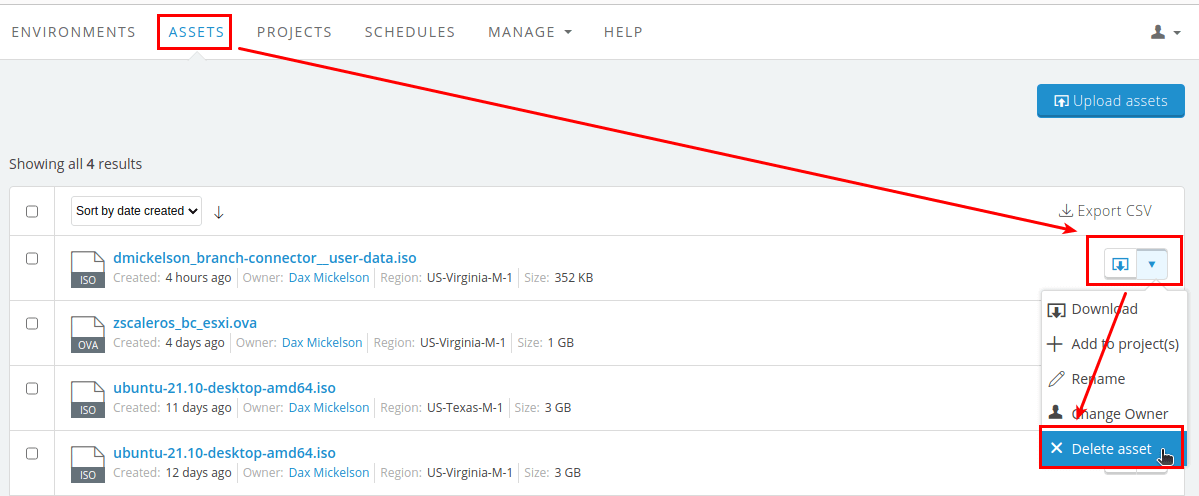 ENVIRONMENTS ASSETS PROJECTS SCHEDULES MANAGE HELP
Upload assets
Showing all 4 results
Sort by date created Export CSV
dmickelson_branch-connector__user-data.iso
ISO Created: 4 hours ago Owner: Dax Mickelson Region: US-Virginia-M-1 Size: 352 KB
zscaleros_bc_esxi.ova
OVA Created: 4 days ago Owner: Dax Mickelson Region: US-Virginia-M-1 Size: 1 GB
ubuntu-21.10-desktop-amd64.iso
ISO Created: 11 days ago Owner: Dax Mickelson Region: US-Texas-M-1 Size: 3 GB
ubuntu-21.10-desktop-amd64.iso
ISO Created: 12 days ago Owner: Dax Mickelson Region: US-Virginia-M-1 Size: 3 GB
Download
Add to project(s)
Rename
Change Owner
Delete asset